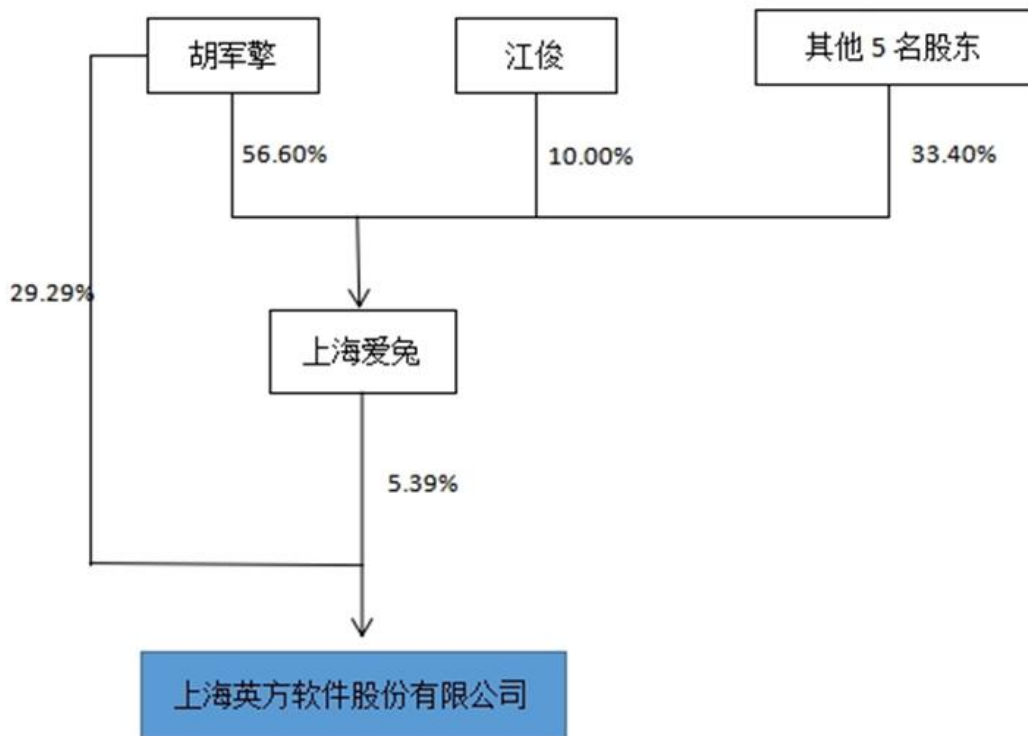 胡军擎
江俊
其他 5 名股东
56.60%
10.00%
33.40%
29.29%
上海爱兔
5.39%
上海英方软件股份有限公司